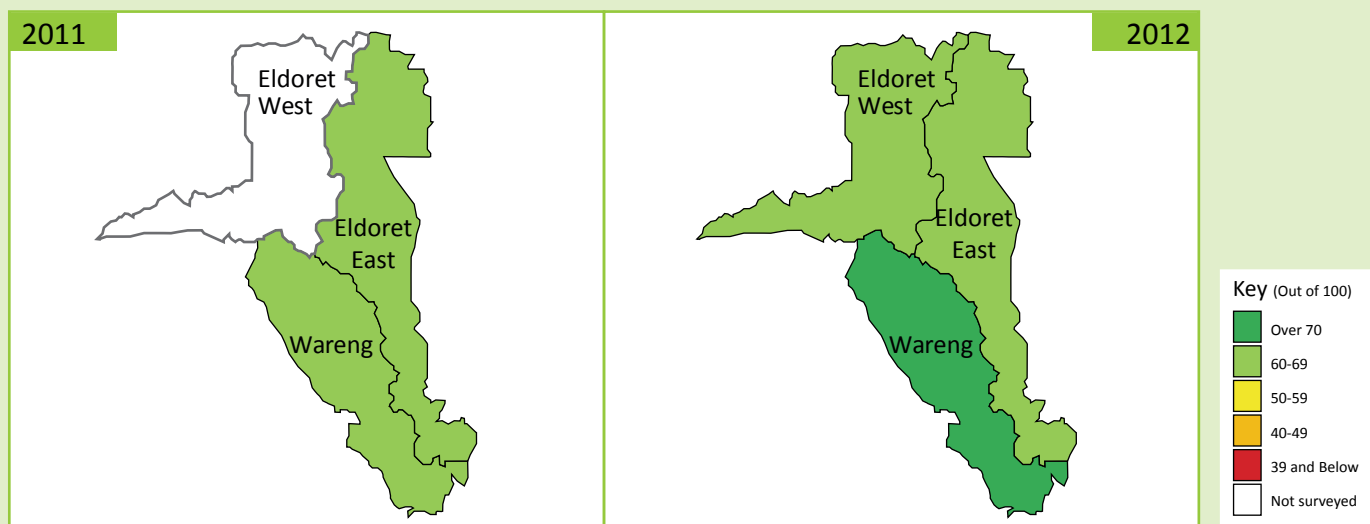 2011
Eldoret
West
Eldoret
East
Wareng
2012
Eldoret
West
Eldoret
East
Wareng
Key (Out of 100)
Over 70
60-69
50-59
40-49
39 and Below
Not surveyed